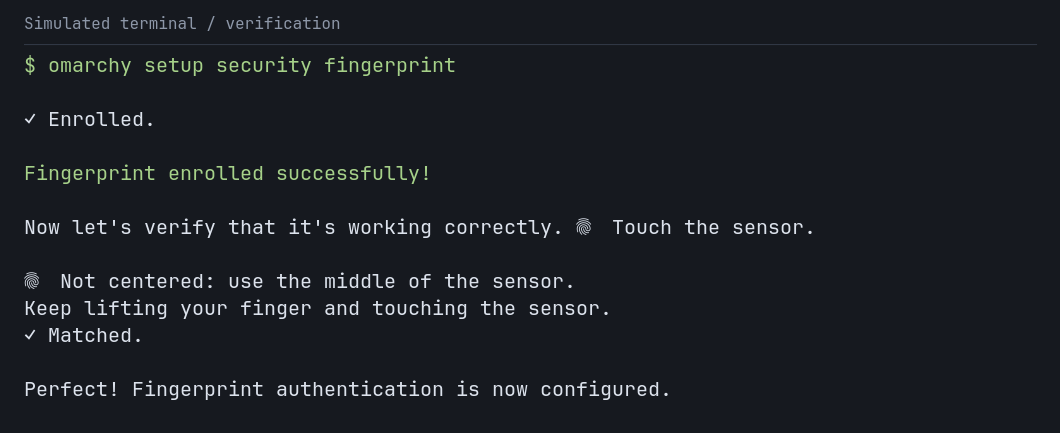 Simulated terminal / verification
$ omarchy setup security fingerprint
✓ Enrolled.
Fingerprint enrolled successfully!
Now let's verify that it's working correctly. Touch the sensor.
Not centered: use the middle of the sensor.
Keep lifting your finger and touching the sensor.
✓ Matched.
Perfect! Fingerprint authentication is now configured.